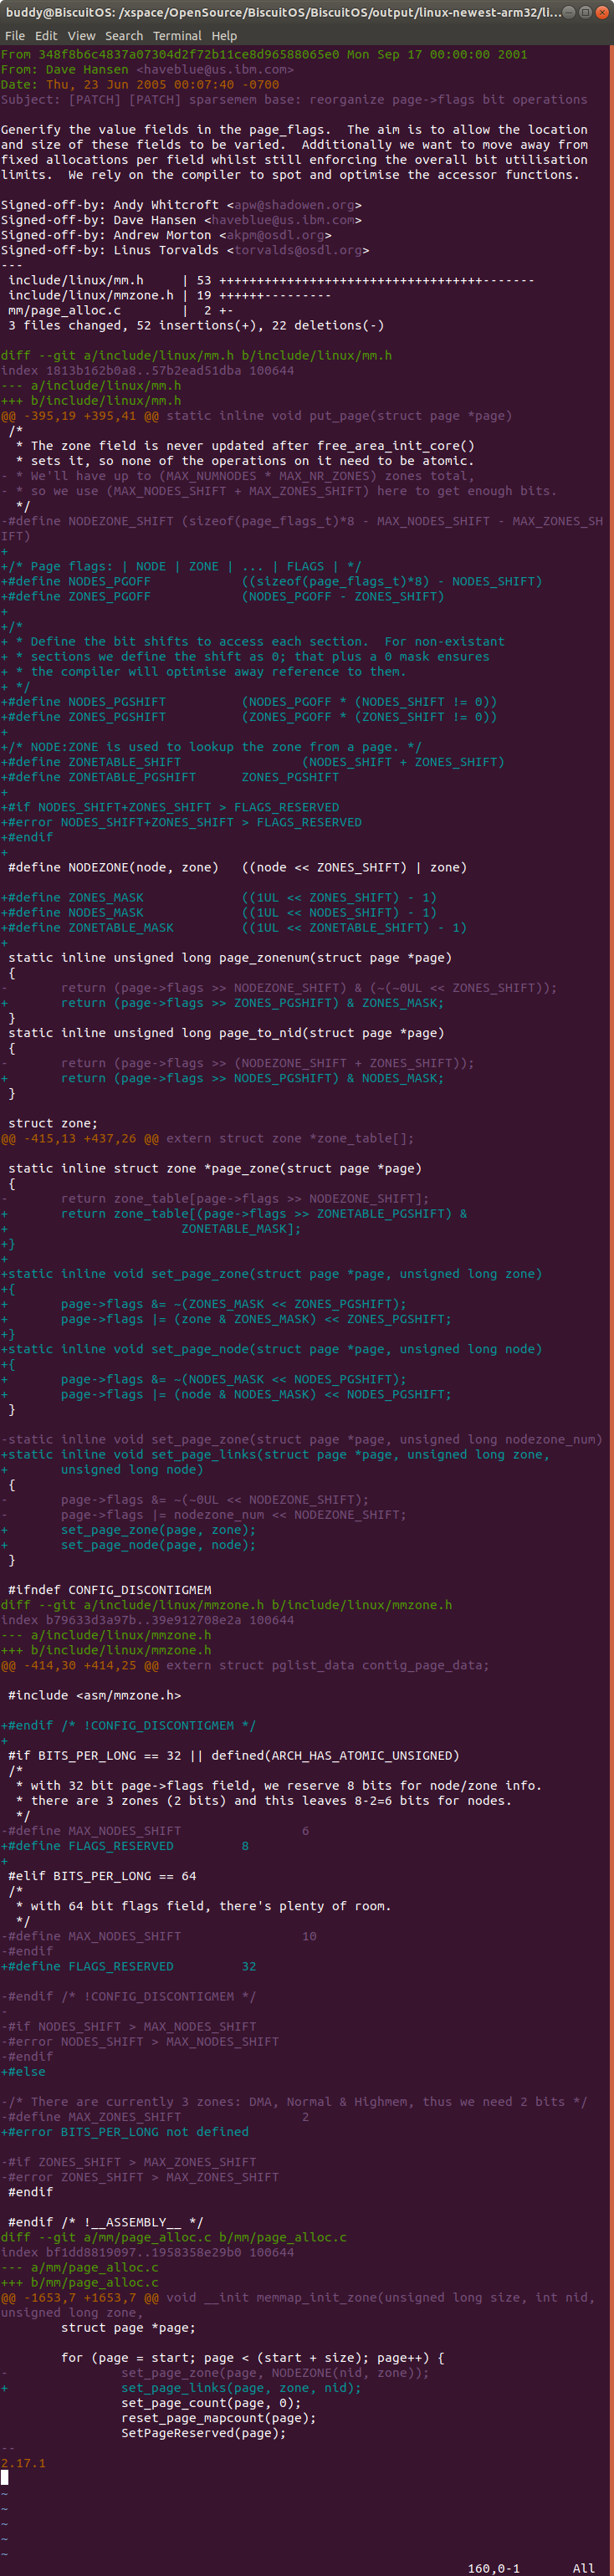 buddy@BiscuitOS: /xspace/OpenSource/BiscuitOS/BiscuitOS/output/linux-newest-arm32/li...
File Edit View Search Terminal Help
From 348f8b6c4837a07304d2f72b11ce8d96588065e0 Mon Sep 17 00:00:00 2001
From: Dave Hansen <haveblue@us.ibm.com>
Date: Thu, 23 Jun 2005 00:07:40 -0700
Subject: [PATCH] [PATCH] sparsemem base: reorganize page->flags bit operations

Generify the value fields in the page_flags.  The aim is to allow the location
and size of these fields to be varied.  Additionally we want to move away from
fixed allocations per field whilst still enforcing the overall bit utilisation
limits.  We rely on the compiler to spot and optimise the accessor functions.

Signed-off-by: Andy Whitcroft <apw@shadowen.org>
Signed-off-by: Dave Hansen <haveblue@us.ibm.com>
Signed-off-by: Andrew Morton <akpm@osdl.org>
Signed-off-by: Linus Torvalds <torvalds@osdl.org>
---
 include/linux/mm.h     | 53 +++++++++++++++++++++++++++++++++++-------
 include/linux/mmzone.h | 19 ++++++---------
 mm/page_alloc.c        |  2 +-
 3 files changed, 52 insertions(+), 22 deletions(-)

diff --git a/include/linux/mm.h b/include/linux/mm.h
index 1813b162b0a8..57b2ead51dba 100644
--- a/include/linux/mm.h
+++ b/include/linux/mm.h
@@ -395,19 +395,41 @@ static inline void put_page(struct page *page)
 /*
  * The zone field is never updated after free_area_init_core()
  * sets it, so none of the operations on it need to be atomic.
- * We'll have up to (MAX_NUMNODES * MAX_NR_ZONES) zones total,
- * so we use (MAX_NODES_SHIFT + MAX_ZONES_SHIFT) here to get enough bits.
  */
-#define NODEZONE_SHIFT (sizeof(page_flags_t)*8 - MAX_NODES_SHIFT - MAX_ZONES_SH
IFT)
+
+/* Page flags: | NODE | ZONE | ... | FLAGS | */
+#define NODES_PGOFF            ((sizeof(page_flags_t)*8) - NODES_SHIFT)
+#define ZONES_PGOFF            (NODES_PGOFF - ZONES_SHIFT)
+
+/*
+ * Define the bit shifts to access each section.  For non-existant
+ * sections we define the shift as 0; that plus a 0 mask ensures
+ * the compiler will optimise away reference to them.
+ */
+#define NODES_PGSHIFT          (NODES_PGOFF * (NODES_SHIFT != 0))
+#define ZONES_PGSHIFT          (ZONES_PGOFF * (ZONES_SHIFT != 0))
+
+/* NODE:ZONE is used to lookup the zone from a page. */
+#define ZONETABLE_SHIFT                (NODES_SHIFT + ZONES_SHIFT)
+#define ZONETABLE_PGSHIFT      ZONES_PGSHIFT
+
+#if NODES_SHIFT+ZONES_SHIFT > FLAGS_RESERVED
+#error NODES_SHIFT+ZONES_SHIFT > FLAGS_RESERVED
+#endif
+
 #define NODEZONE(node, zone)   ((node << ZONES_SHIFT) | zone)

+#define ZONES_MASK             ((1UL << ZONES_SHIFT) - 1)
+#define NODES_MASK             ((1UL << NODES_SHIFT) - 1)
+#define ZONETABLE_MASK         ((1UL << ZONETABLE_SHIFT) - 1)
+
 static inline unsigned long page_zonenum(struct page *page)
 {
-       return (page->flags >> NODEZONE_SHIFT) & (~(~0UL << ZONES_SHIFT));
+       return (page->flags >> ZONES_PGSHIFT) & ZONES_MASK;
 }
 static inline unsigned long page_to_nid(struct page *page)
 {
-       return (page->flags >> (NODEZONE_SHIFT + ZONES_SHIFT));
+       return (page->flags >> NODES_PGSHIFT) & NODES_MASK;
 }

 struct zone;
@@ -415,13 +437,26 @@ extern struct zone *zone_table[];

 static inline struct zone *page_zone(struct page *page)
 {
-       return zone_table[page->flags >> NODEZONE_SHIFT];
+       return zone_table[(page->flags >> ZONETABLE_PGSHIFT) &
+                       ZONETABLE_MASK];
+}
+
+static inline void set_page_zone(struct page *page, unsigned long zone)
+{
+       page->flags &= ~(ZONES_MASK << ZONES_PGSHIFT);
+       page->flags |= (zone & ZONES_MASK) << ZONES_PGSHIFT;
+}
+static inline void set_page_node(struct page *page, unsigned long node)
+{
+       page->flags &= ~(NODES_MASK << NODES_PGSHIFT);
+       page->flags |= (node & NODES_MASK) << NODES_PGSHIFT;
 }

-static inline void set_page_zone(struct page *page, unsigned long nodezone_num)
+static inline void set_page_links(struct page *page, unsigned long zone,
+       unsigned long node)
 {
-       page->flags &= ~(~0UL << NODEZONE_SHIFT);
-       page->flags |= nodezone_num << NODEZONE_SHIFT;
+       set_page_zone(page, zone);
+       set_page_node(page, node);
 }

 #ifndef CONFIG_DISCONTIGMEM
diff --git a/include/linux/mmzone.h b/include/linux/mmzone.h
index b79633d3a97b..39e912708e2a 100644
--- a/include/linux/mmzone.h
+++ b/include/linux/mmzone.h
@@ -414,30 +414,25 @@ extern struct pglist_data contig_page_data;

 #include <asm/mmzone.h>

+#endif /* !CONFIG_DISCONTIGMEM */
+
 #if BITS_PER_LONG == 32 || defined(ARCH_HAS_ATOMIC_UNSIGNED)
 /*
  * with 32 bit page->flags field, we reserve 8 bits for node/zone info.
  * there are 3 zones (2 bits) and this leaves 8-2=6 bits for nodes.
  */
-#define MAX_NODES_SHIFT                6
+#define FLAGS_RESERVED         8
+
 #elif BITS_PER_LONG == 64
 /*
  * with 64 bit flags field, there's plenty of room.
  */
-#define MAX_NODES_SHIFT                10
-#endif
+#define FLAGS_RESERVED         32

-#endif /* !CONFIG_DISCONTIGMEM */
-
-#if NODES_SHIFT > MAX_NODES_SHIFT
-#error NODES_SHIFT > MAX_NODES_SHIFT
-#endif
+#else

-/* There are currently 3 zones: DMA, Normal & Highmem, thus we need 2 bits */
-#define MAX_ZONES_SHIFT                2
+#error BITS_PER_LONG not defined

-#if ZONES_SHIFT > MAX_ZONES_SHIFT
-#error ZONES_SHIFT > MAX_ZONES_SHIFT
 #endif

 #endif /* !__ASSEMBLY__ */
diff --git a/mm/page_alloc.c b/mm/page_alloc.c
index bf1dd8819097..1958358e29b0 100644
--- a/mm/page_alloc.c
+++ b/mm/page_alloc.c
@@ -1653,7 +1653,7 @@ void __init memmap_init_zone(unsigned long size, int nid,
unsigned long zone,
        struct page *page;

        for (page = start; page < (start + size); page++) {
-               set_page_zone(page, NODEZONE(nid, zone));
+               set_page_links(page, zone, nid);
                set_page_count(page, 0);
                reset_page_mapcount(page);
                SetPageReserved(page);
--
2.17.1

~
~
~
~
~
160,0-1       All